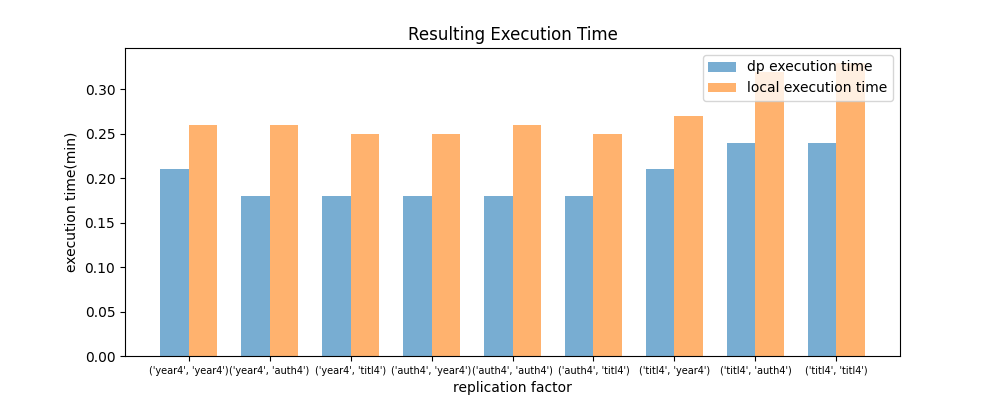 Resulting Execution Time
dp execution time
local execution time
execution time(min)
0.30
0.25
0.20
0.15
0.10
0.05
0.00
('year4', 'year4') ('year4', 'auth4') ('year4', 'titl4') ('auth4', 'year4') ('auth4', 'auth4') ('auth4', 'titl4') ('titl4', 'year4') ('titl4', 'auth4') ('titl4', 'titl4')
replication factor